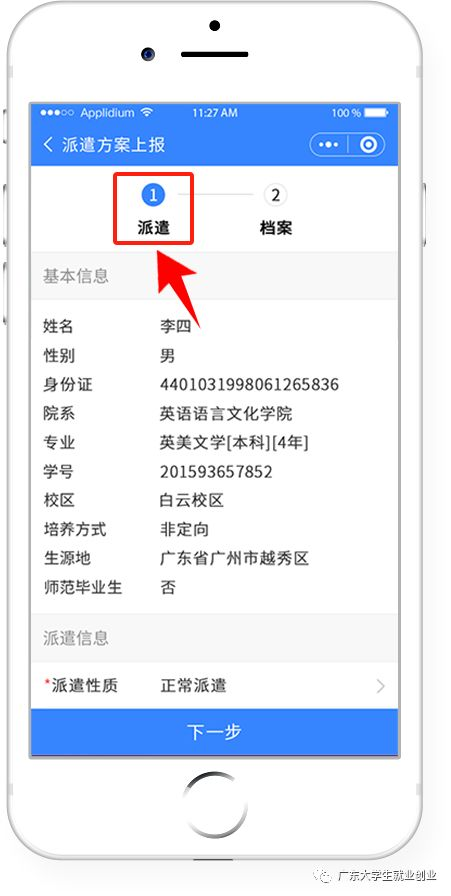 Applidium 11:27 AM 100 %
派遣方案上报
1 2
派遣 档案
基本信息
姓名 李四
性别 男
身份证 4401031998061265836
院系 英语语言文化学院
专业 英美文学[本科][4年]
学号 201593657852
校区 白云校区
培养方式 非定向
生源地 广东省广州市越秀区
师范毕业生 否
派遣信息
*派遣性质 正常派遣
下一步
广东大学生就业创业